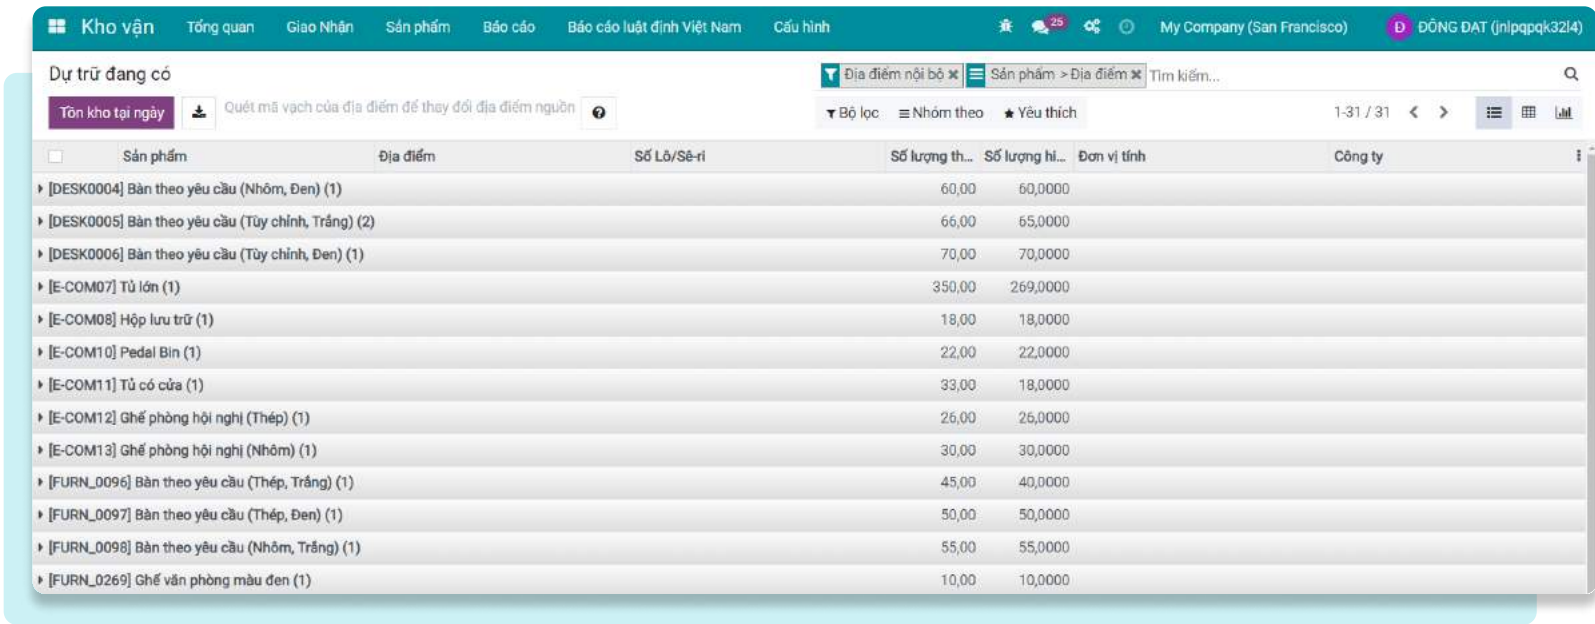 Kho vận Tổng quan Giao Nhận Sản phẩm Báo cáo Báo cáo luật định Việt Nam Cấu hình 25 My Company (San Francisco) Đ ĐÔNG ĐẠT (jnlpqpqk32l4)
Dự trữ đang có Địa điểm nội bộ Sản phẩm > Địa điểm Tìm kiếm...
Tồn kho tại ngày Quét mã vạch của địa điểm để thay đổi địa điểm nguồn Bộ lọc Nhóm theo Yêu thích 1-31 / 31
Sản phẩm Địa điểm Số Lô/Sê-ri Số lượng th... Số lượng hi... Đơn vị tính Công ty
[DESK0004] Bàn theo yêu cầu (Nhôm, Đen) (1) 60,00 60,0000
[DESK0005] Bàn theo yêu cầu (Tùy chỉnh, Trắng) (2) 66,00 65,0000
[DESK0006] Bàn theo yêu cầu (Tùy chỉnh, Đen) (1) 70,00 70,0000
[E-COM07] Tủ lớn (1) 350,00 269,0000
[E-COM08] Hộp lưu trữ (1) 18,00 18,0000
[E-COM10] Pedal Bin (1) 22,00 22,0000
[E-COM11] Tủ có cửa (1) 33,00 18,0000
[E-COM12] Ghế phòng hội nghị (Thép) (1) 26,00 26,0000
[E-COM13] Ghế phòng hội nghị (Nhôm) (1) 30,00 30,0000
[FURN_0096] Bàn theo yêu cầu (Thép, Trắng) (1) 45,00 40,0000
[FURN_0097] Bàn theo yêu cầu (Thép, Đen) (1) 50,00 50,0000
[FURN_0098] Bàn theo yêu cầu (Nhôm, Trắng) (1) 55,00 55,0000
[FURN_0269] Ghế văn phòng màu đen (1) 10,00 10,0000